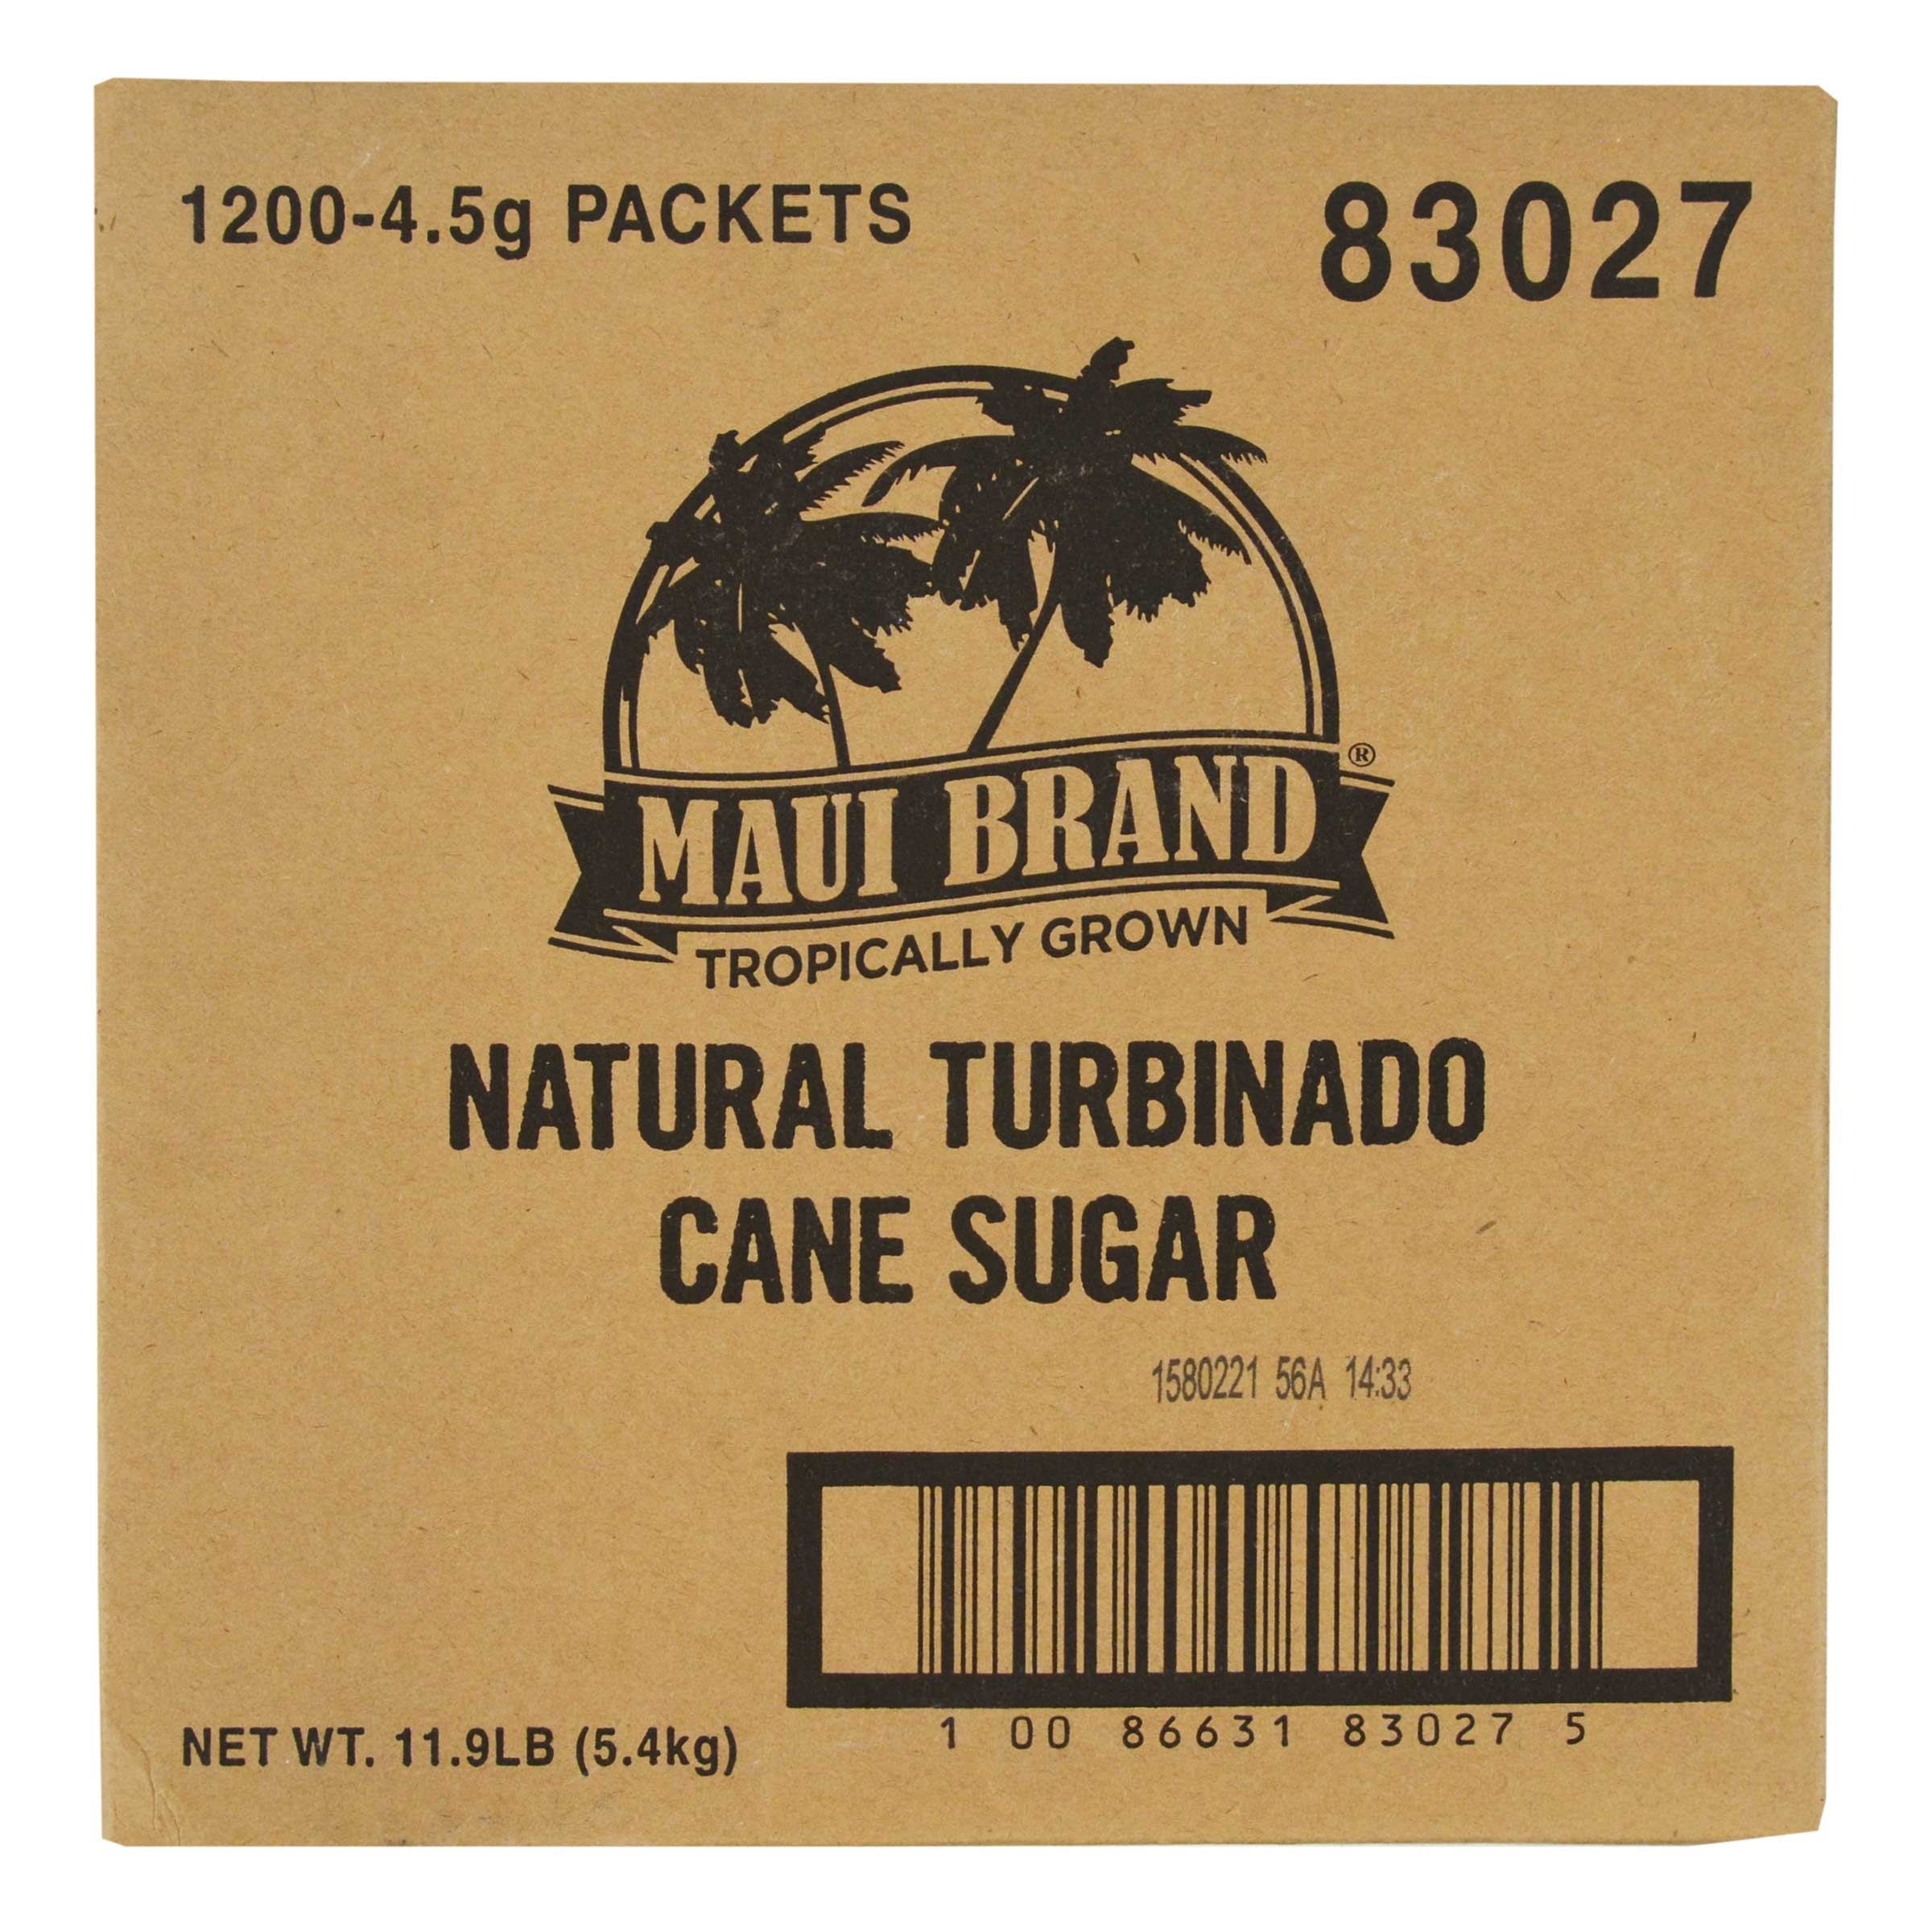 1200-4.5g PACKETS
83027
MAUI BRAND®
TROPICALLY GROWN
NATURAL TURBINADO
CANE SUGAR
1580221 56A 14:33
1 00 86631 83027 5
NET WT. 11.9LB (5.4kg)